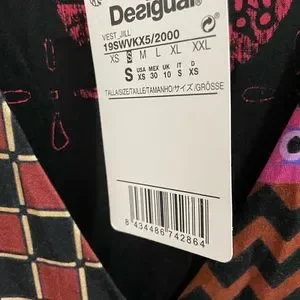 Desigual®
VEST_JILL
19SWVKX5/2000
XS S M L XL XXL
S USA XS MEX 30 UK 10 IT S D XS
TALLA/SIZE/TAILLE/TAMANHO/サイズ/GRÖSSE
8 434486 742864